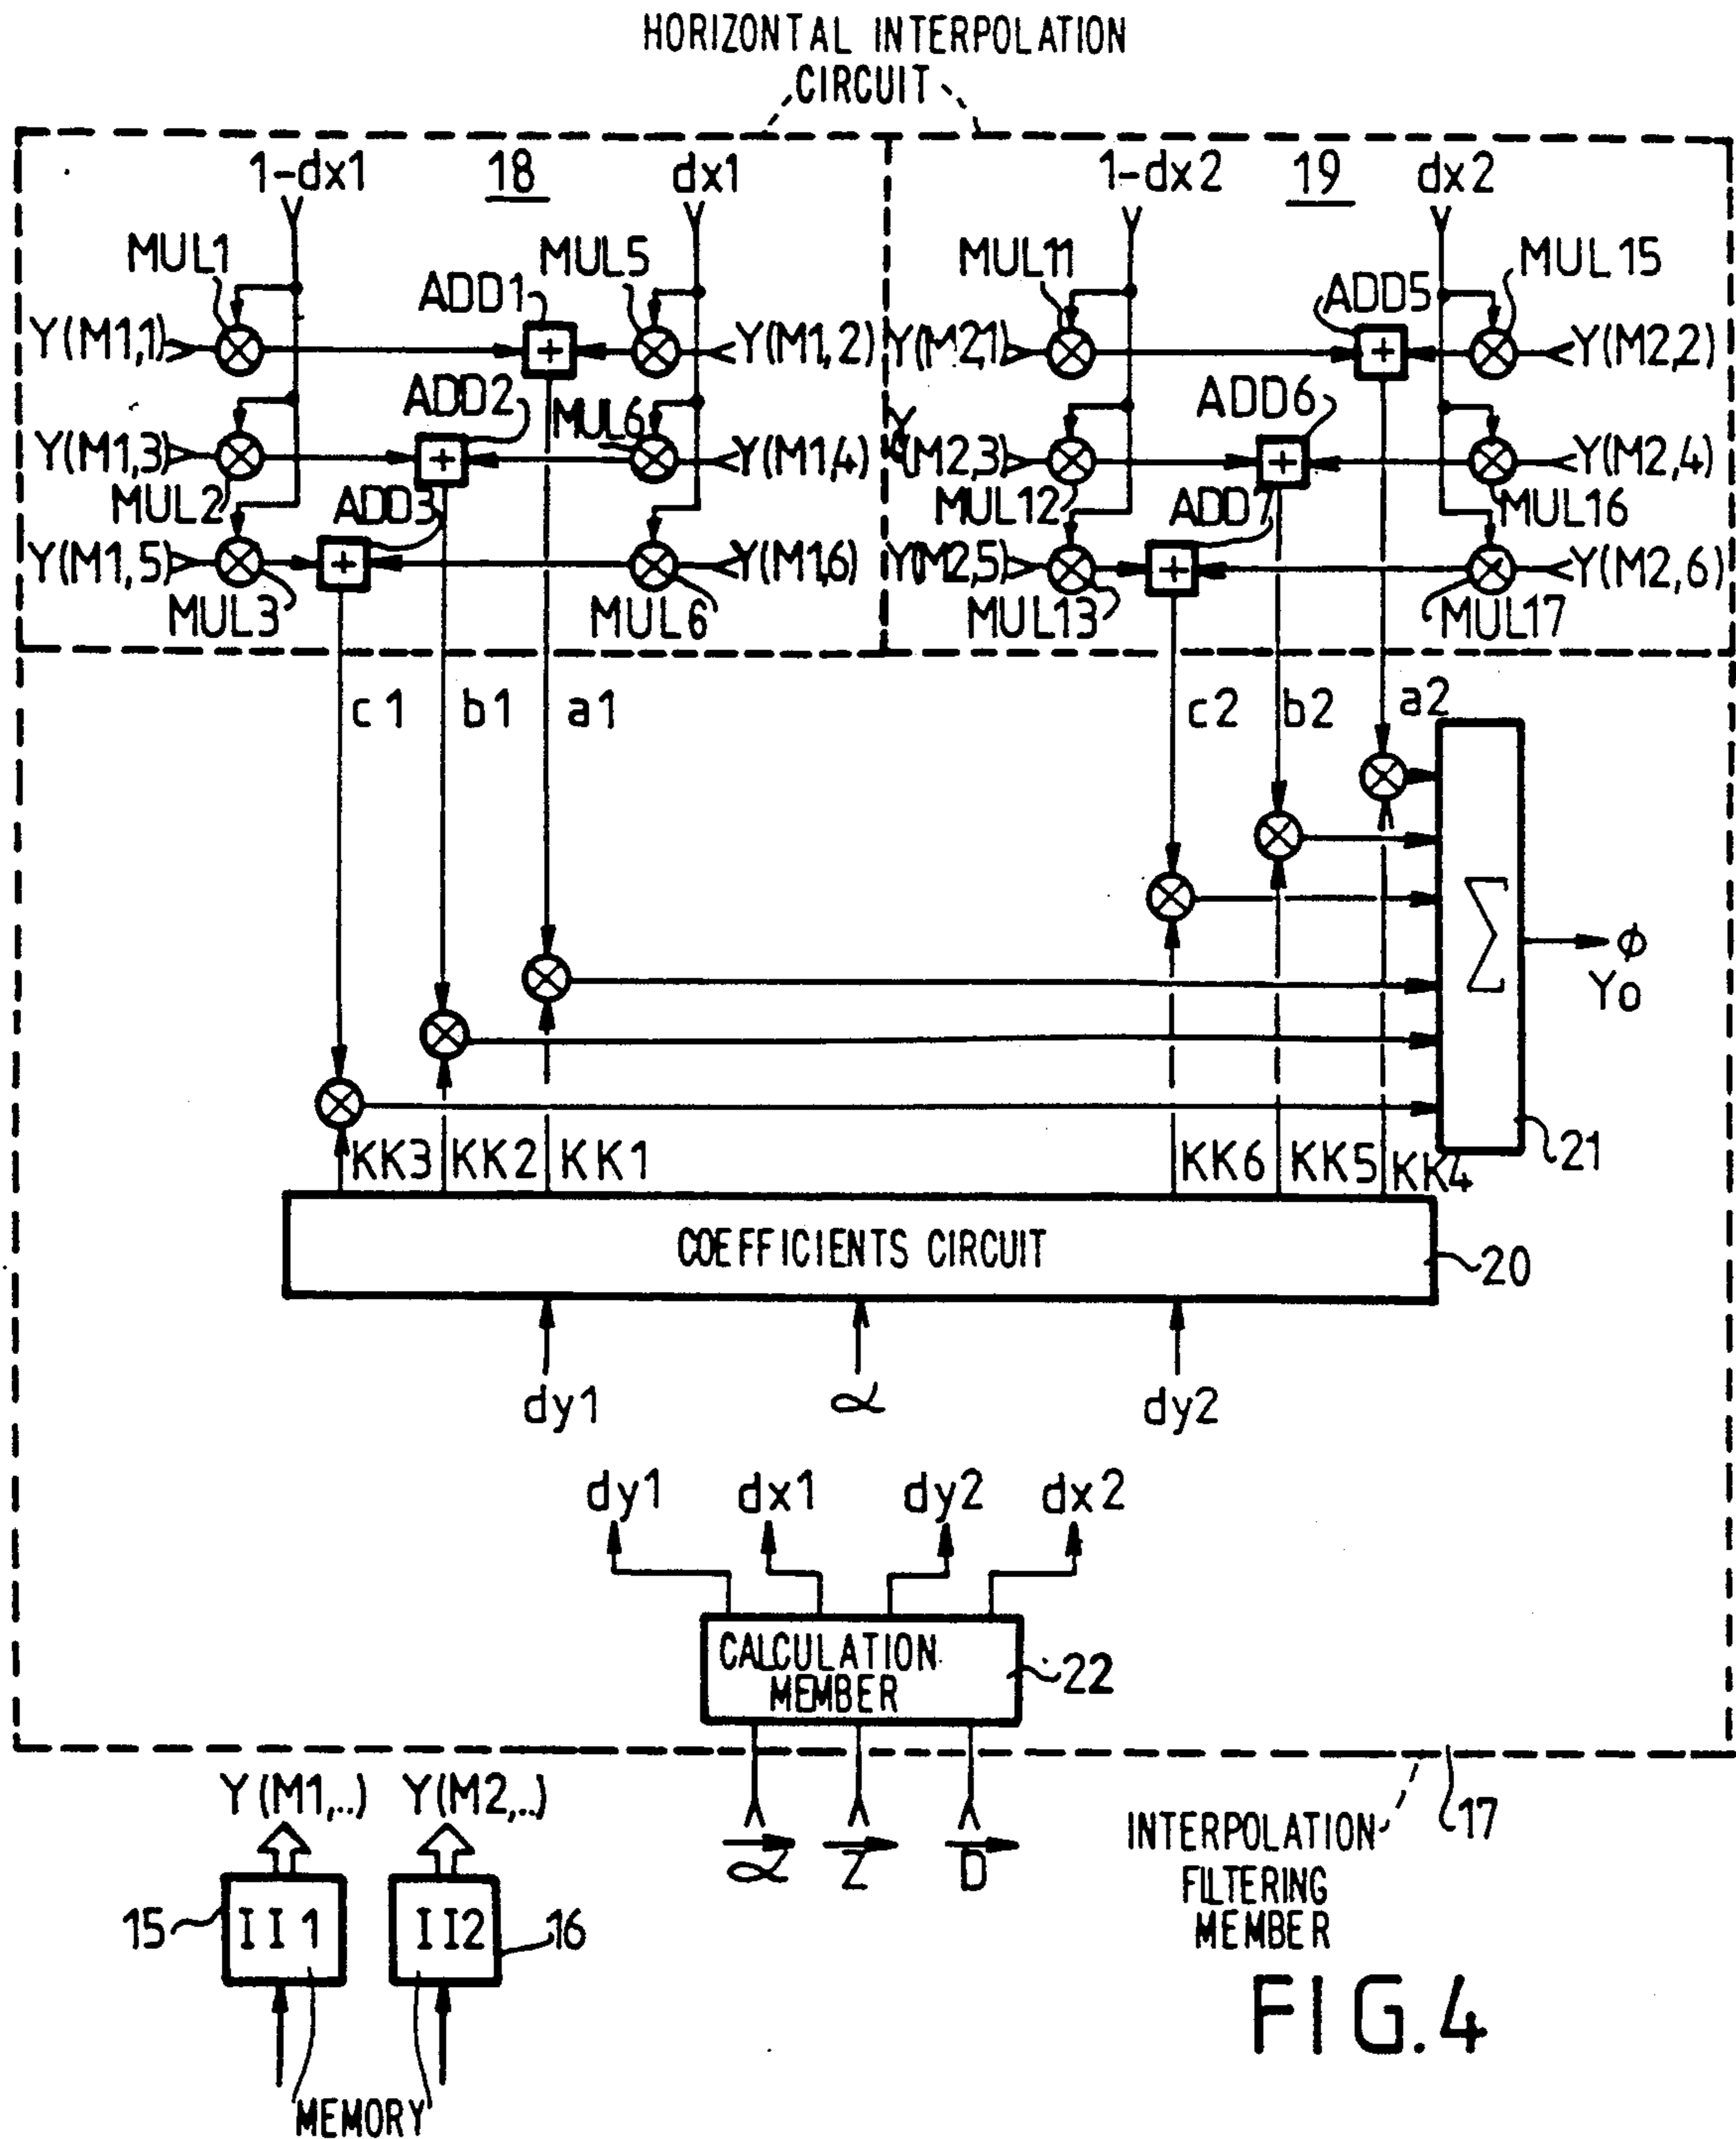 HORIZONTAL INTERPOLATION
CIRCUIT
1-dx1 18 dx1 1-dx2 19 dx2
MUL1 ADD1 MUL5 MUL11 ADD5 MUL15
Y(M1,1) + Y(M1,2) Y(M2,1) + Y(M2,2)
ADD2 MUL6 ADD6
Y(M1,3) + Y(M1,4) Y(M2,3) + Y(M2,4)
MUL2 ADD3 MUL12 ADD7 MUL16
Y(M1,5) + Y(M1,6) Y(M2,5) + Y(M2,6)
MUL3 MUL6 MUL13 MUL17
c1 b1 a1 c2 b2 a2
Σ
ϕ
Yo
KK3 KK2 KK1 KK6 KK5 KK4 21
COEFFICIENTS CIRCUIT 20
dy1 α dy2
dy1 dx1 dy2 dx2
CALCULATION
MEMBER 22
α Z D
Y(M1,..) Y(M2,..)
INTERPOLATION 17
FILTERING
MEMBER
15 II1 II2 16
MEMORY
FIG.4